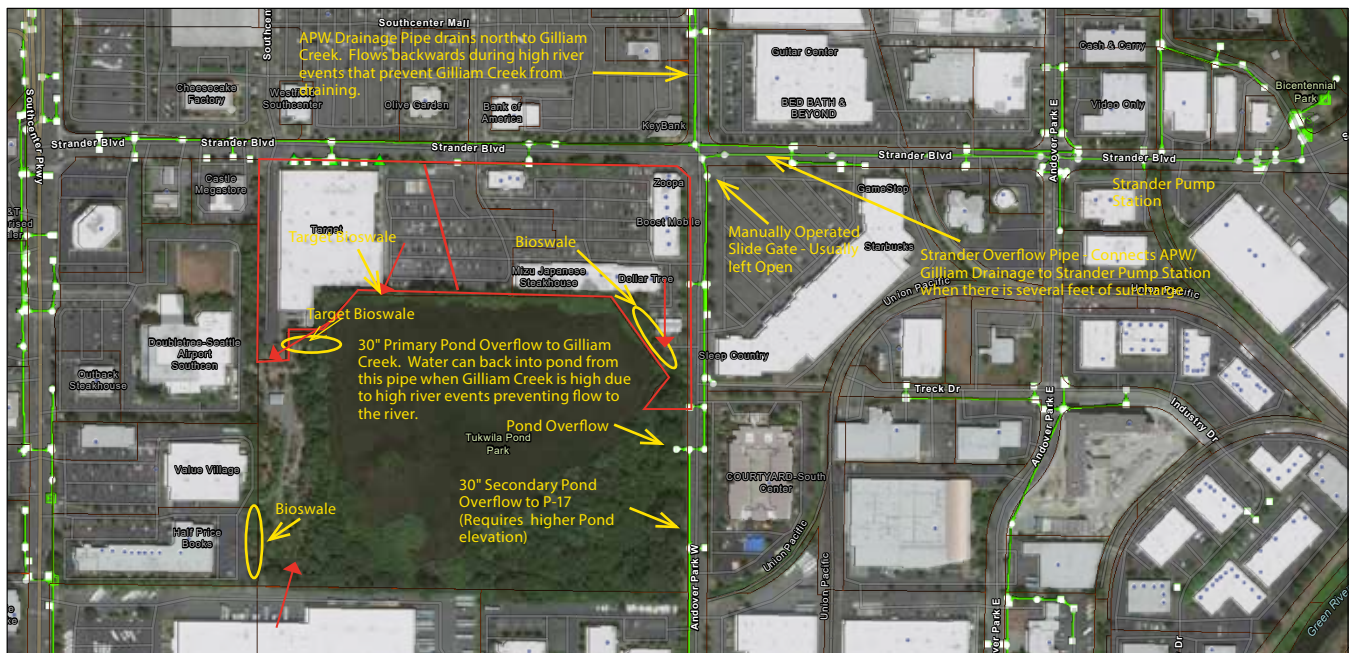 Southcenter Mall
APW Drainage Pipe drains north to Gilliam
Creek. Flows backwards during high river
events that prevent Gilliam Creek from
draining.
Guitar Center
Cash & Carry
Bicentennial
Park
Cheesecake
Factory
Southcenter
Olive Garden
Bank of
America
KeyBank
BED BATH &
BEYOND
Video Only
Andover Park E
Southcenter Pkwy
Strander Blvd
Strander Blvd
Strander Blvd
Strander Blvd
Strander Blvd
Castle
Megastore
Target
Target Bioswale
Bioswale
Zoopa
Boost Mobile
GameStop
Starbucks
Strander Pump
Station
Manually Operated
Slide Gate - Usually
left Open
Strander Overflow Pipe - Connects APW/
Gilliam Drainage to Strander Pump Station
when there is several feet of surcharge
Mizu Japanese
Steakhouse
Dollar Tree
Union Pacific
Union Pacific
Target Bioswale
Doubletree-Seattle
Airport
Southcen
Outback
Steakhouse
30" Primary Pond Overflow to Gilliam
Creek. Water can back into pond from
this pipe when Gilliam Creek is high due
to high river events preventing flow to
the river.
Sleep Country
Treck Dr
Industry Dr
Andover Park E
Pond Overflow
Tukwila Pond
Park
Value Village
COURTYARD-South
Center
30" Secondary Pond
Overflow to P-17
(Requires higher Pond
elevation)
Bioswale
Half Price
Books
Union Pacific
Union Pacific
Andover Park W
ver Park E
Dr
Green River